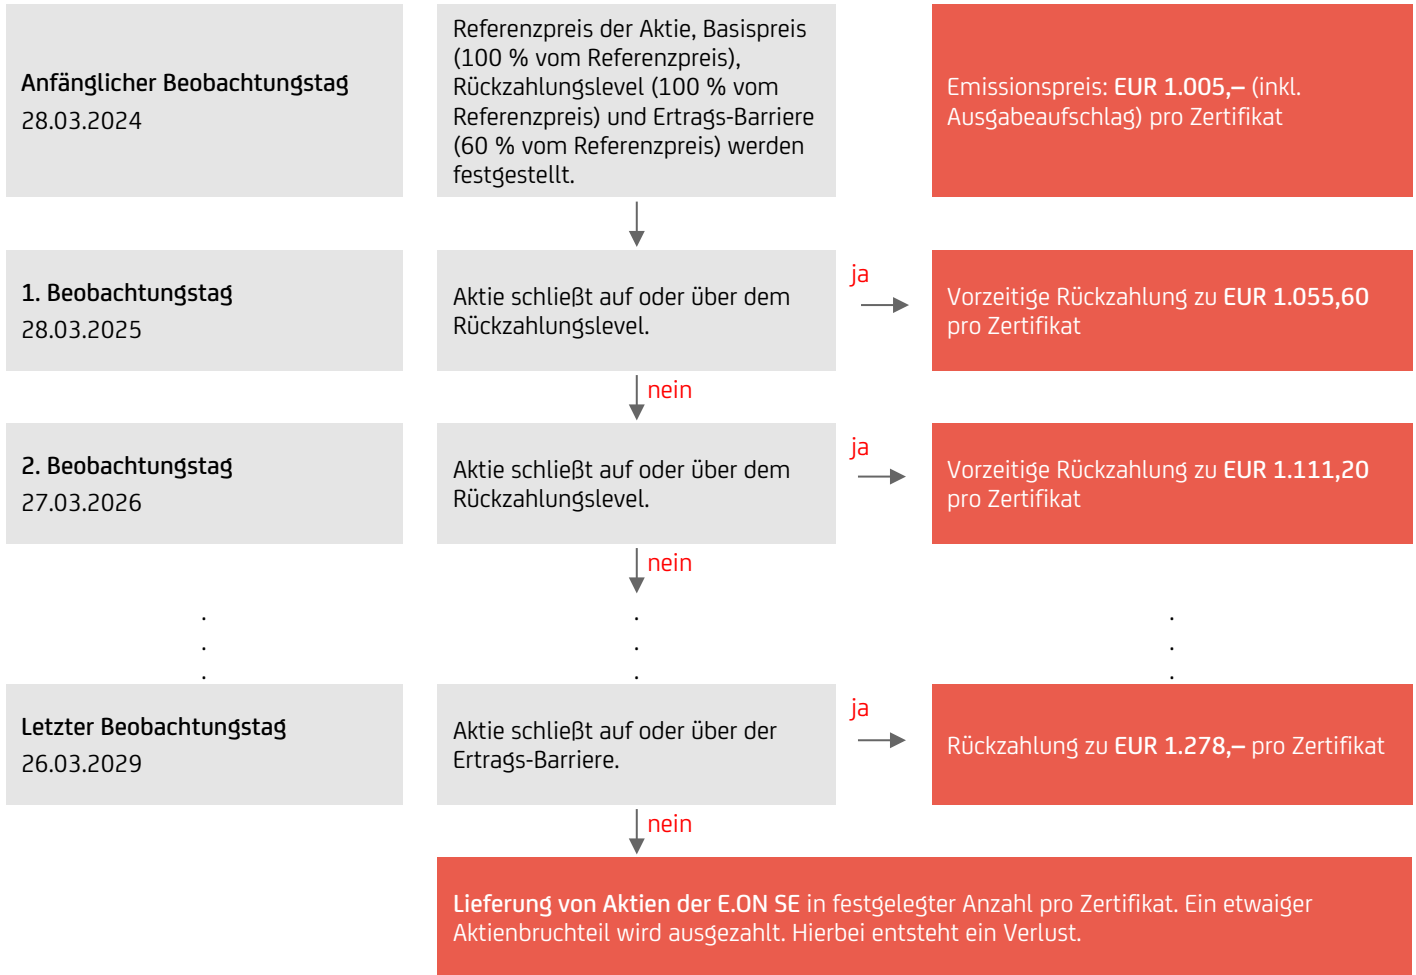 Anfänglicher Beobachtungstag
28.03.2024
Referenzpreis der Aktie, Basispreis
(100 % vom Referenzpreis),
Rückzahlungslevel (100 % vom
Referenzpreis) und Ertrags-Barriere
(60 % vom Referenzpreis) werden
festgestellt.
Emissionspreis: EUR 1.005,– (inkl.
Ausgabeaufschlag) pro Zertifikat
1. Beobachtungstag
28.03.2025
Aktie schließt auf oder über dem
Rückzahlungslevel.
ja
Vorzeitige Rückzahlung zu EUR 1.055,60
pro Zertifikat
nein
2. Beobachtungstag
27.03.2026
Aktie schließt auf oder über dem
Rückzahlungslevel.
ja
Vorzeitige Rückzahlung zu EUR 1.111,20
pro Zertifikat
nein
. . .
. . .
. . .
Letzter Beobachtungstag
26.03.2029
Aktie schließt auf oder über der
Ertrags-Barriere.
ja
Rückzahlung zu EUR 1.278,– pro Zertifikat
nein
Lieferung von Aktien der E.ON SE in festgelegter Anzahl pro Zertifikat. Ein etwaiger
Aktienbruchteil wird ausgezahlt. Hierbei entsteht ein Verlust.